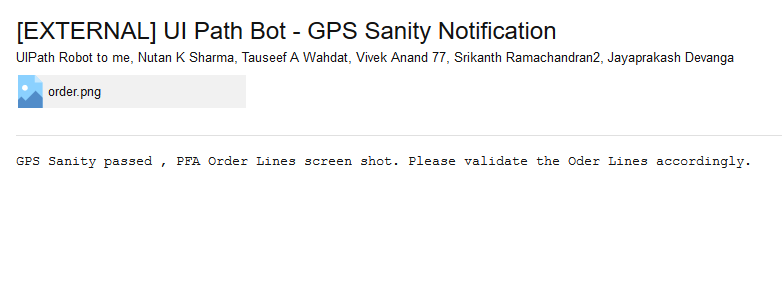 [EXTERNAL] UI Path Bot - GPS Sanity Notification
UIPath Robot to me, Nutan K Sharma, Tauseef A Wahdat, Vivek Anand 77, Srikanth Ramachandran2, Jayaprakash Devanga
order.png
GPS Sanity passed , PFA Order Lines screen shot. Please validate the Oder Lines accordingly.